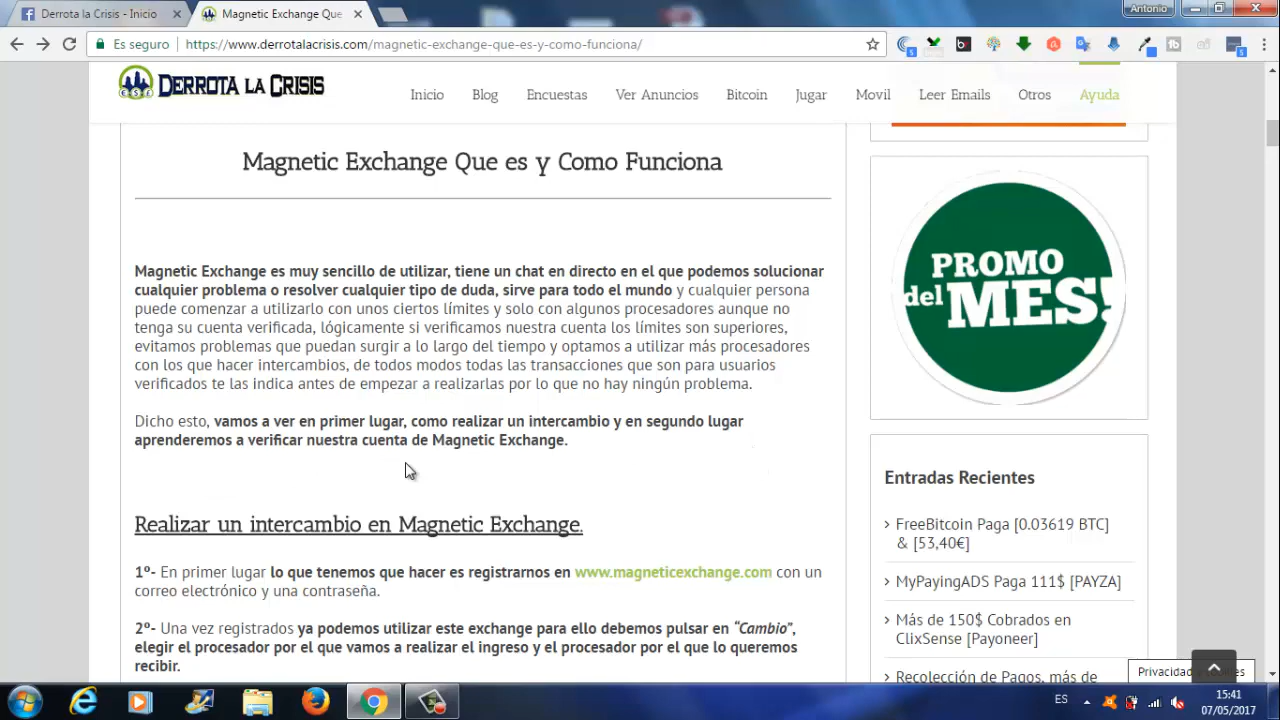 Derrota la Crisis - Inicio
Magnetic Exchange Que
Antonio
Es seguro
https://www.derrotalacrisis.com/magnetic-exchange-que-es-y-como-funciona/
DERROTA LA CRISIS
Inicio Blog Encuestas Ver Anuncios Bitcoin Jugar Movil Leer Emails Otros Ayuda
Magnetic Exchange Que es y Como Funciona
Magnetic Exchange es muy sencillo de utilizar, tiene un chat en directo en el que podemos solucionar
cualquier problema o resolver cualquier tipo de duda, sirve para todo el mundo y cualquier persona
puede comenzar a utilizarlo con unos ciertos límites y solo con algunos procesadores aunque no
tenga su cuenta verificada, lógicamente si verificamos nuestra cuenta los límites son superiores,
evitamos problemas que puedan surgir a lo largo del tiempo y optamos a utilizar más procesadores
con los que hacer intercambios, de todos modos todas las transacciones que son para usuarios
verificados te las indica antes de empezar a realizarlas por lo que no hay ningún problema.
Dicho esto, vamos a ver en primer lugar, como realizar un intercambio y en segundo lugar
aprenderemos a verificar nuestra cuenta de Magnetic Exchange.
Realizar un intercambio en Magnetic Exchange.
1º- En primer lugar lo que tenemos que hacer es registrarnos en www.magneticexchange.com con un
correo electrónico y una contraseña.
2º- Una vez registrados ya podemos utilizar este exchange para ello debemos pulsar en “Cambio”,
elegir el procesador por el que vamos a realizar el ingreso y el procesador por el que lo queremos
recibir.
PROMO
del MES!
Entradas Recientes
FreeBitcoin Paga [0.03619 BTC]
& [53,40€]
MyPayingADS Paga 111$ [PAYZA]
Más de 150$ Cobrados en
ClixSense [Payoneer]
Recolección de Pagos, más de
Privacidad y cookies
ES
15:41
07/05/2017